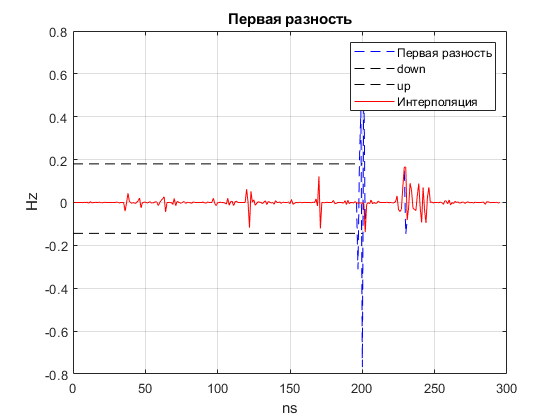 Первая разность
0.8
0.6
0.4
0.2
0
-0.2
-0.4
-0.6
-0.8
Hz
Первая разность
down
up
Интерполяция
0 50 100 150 200 250 300
ns